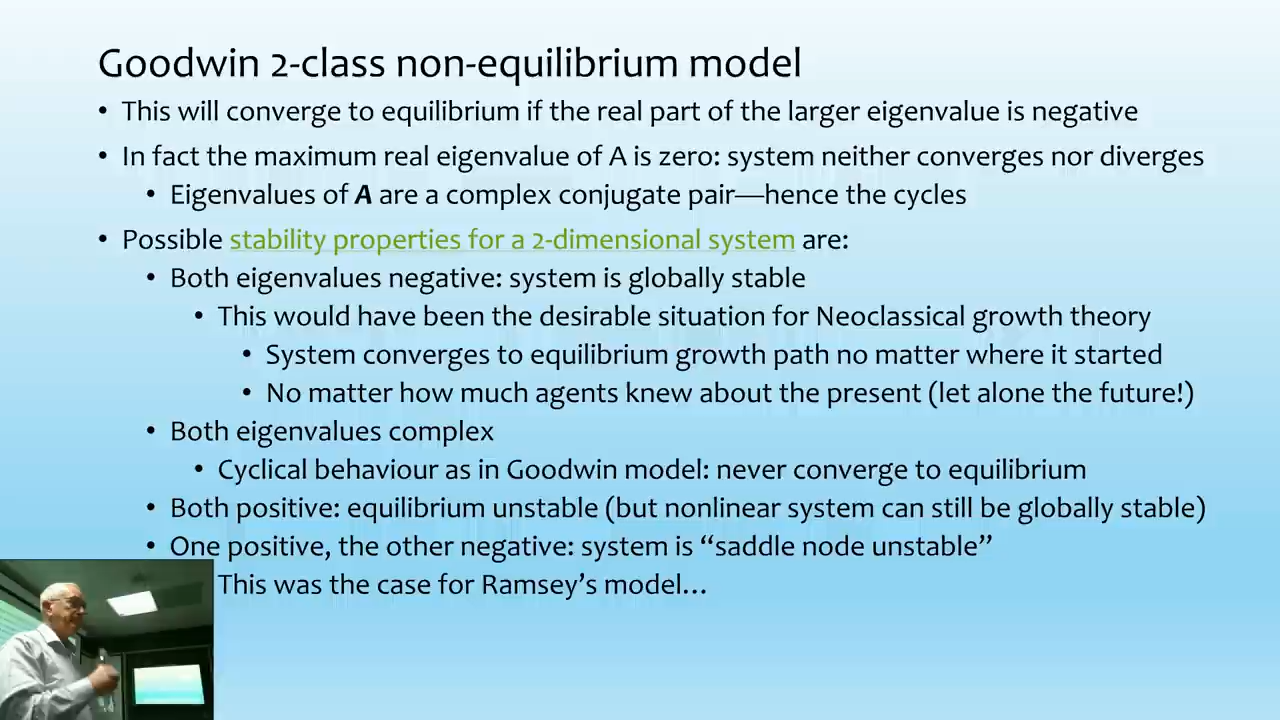 Goodwin 2-class non-equilibrium model
• This will converge to equilibrium if the real part of the larger eigenvalue is negative
• In fact the maximum real eigenvalue of A is zero: system neither converges nor diverges
• Eigenvalues of A are a complex conjugate pair—hence the cycles
• Possible stability properties for a 2-dimensional system are:
• Both eigenvalues negative: system is globally stable
• This would have been the desirable situation for Neoclassical growth theory
• System converges to equilibrium growth path no matter where it started
• No matter how much agents knew about the present (let alone the future!)
• Both eigenvalues complex
• Cyclical behaviour as in Goodwin model: never converge to equilibrium
• Both positive: equilibrium unstable (but nonlinear system can still be globally stable)
• One positive, the other negative: system is “saddle node unstable”
This was the case for Ramsey’s model…